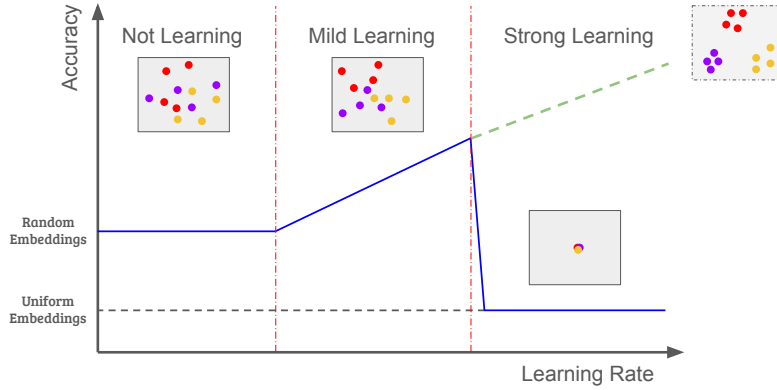 Not Learning
Mild Learning
Strong Learning
Accuracy
Random
Embeddings
Uniform
Embeddings
Learning Rate